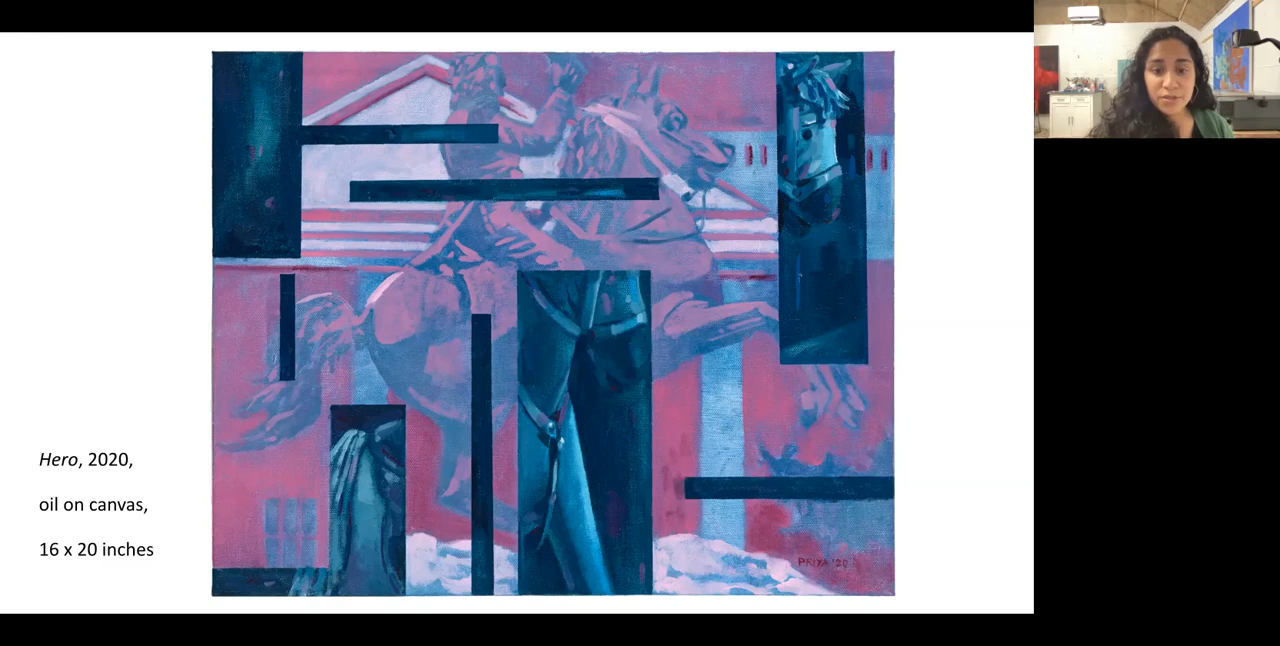 Hero, 2020,
oil on canvas,
16 x 20 inches
PRIYA '20